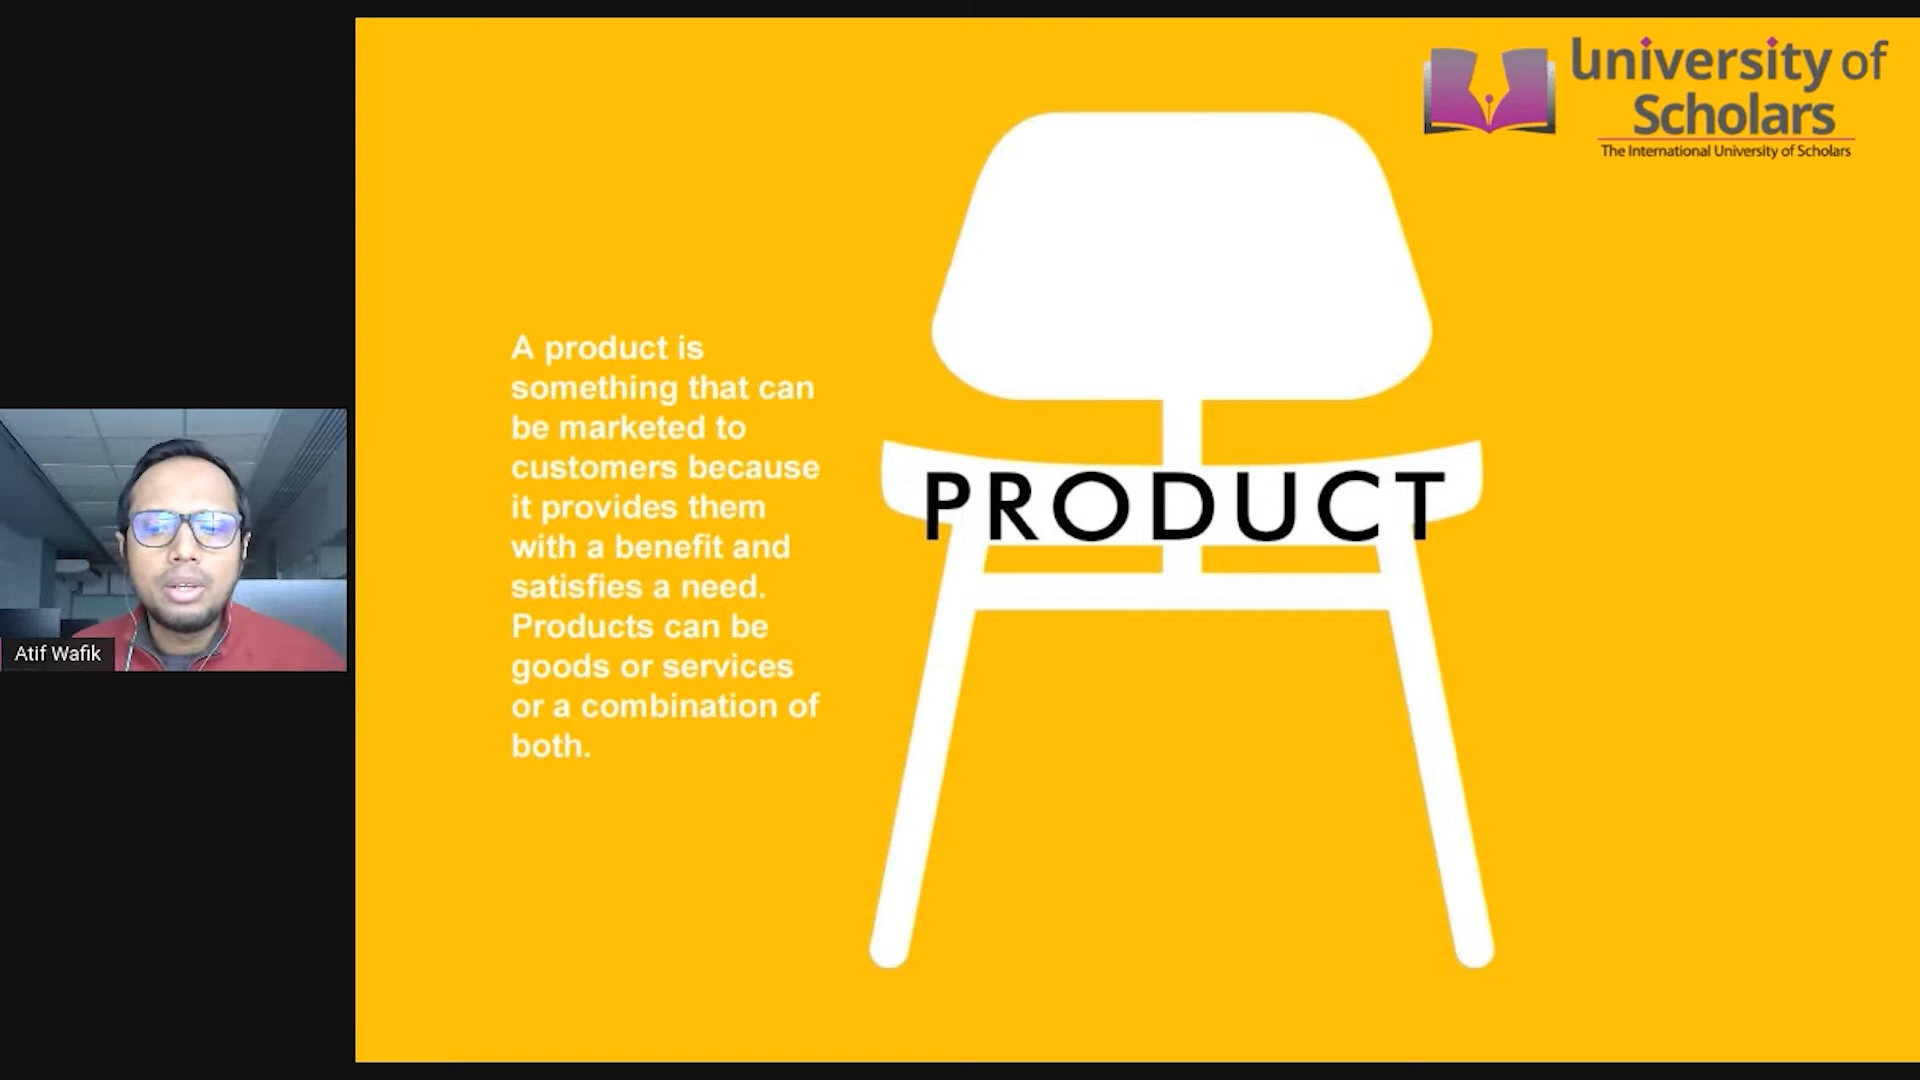 University of
Scholars
The International University of Scholars
A product is
something that can
be marketed to
customers because
it provides them
with a benefit and
satisfies a need.
Products can be
goods or services
or a combination of
both.
PRODUCT
Atif Wafik